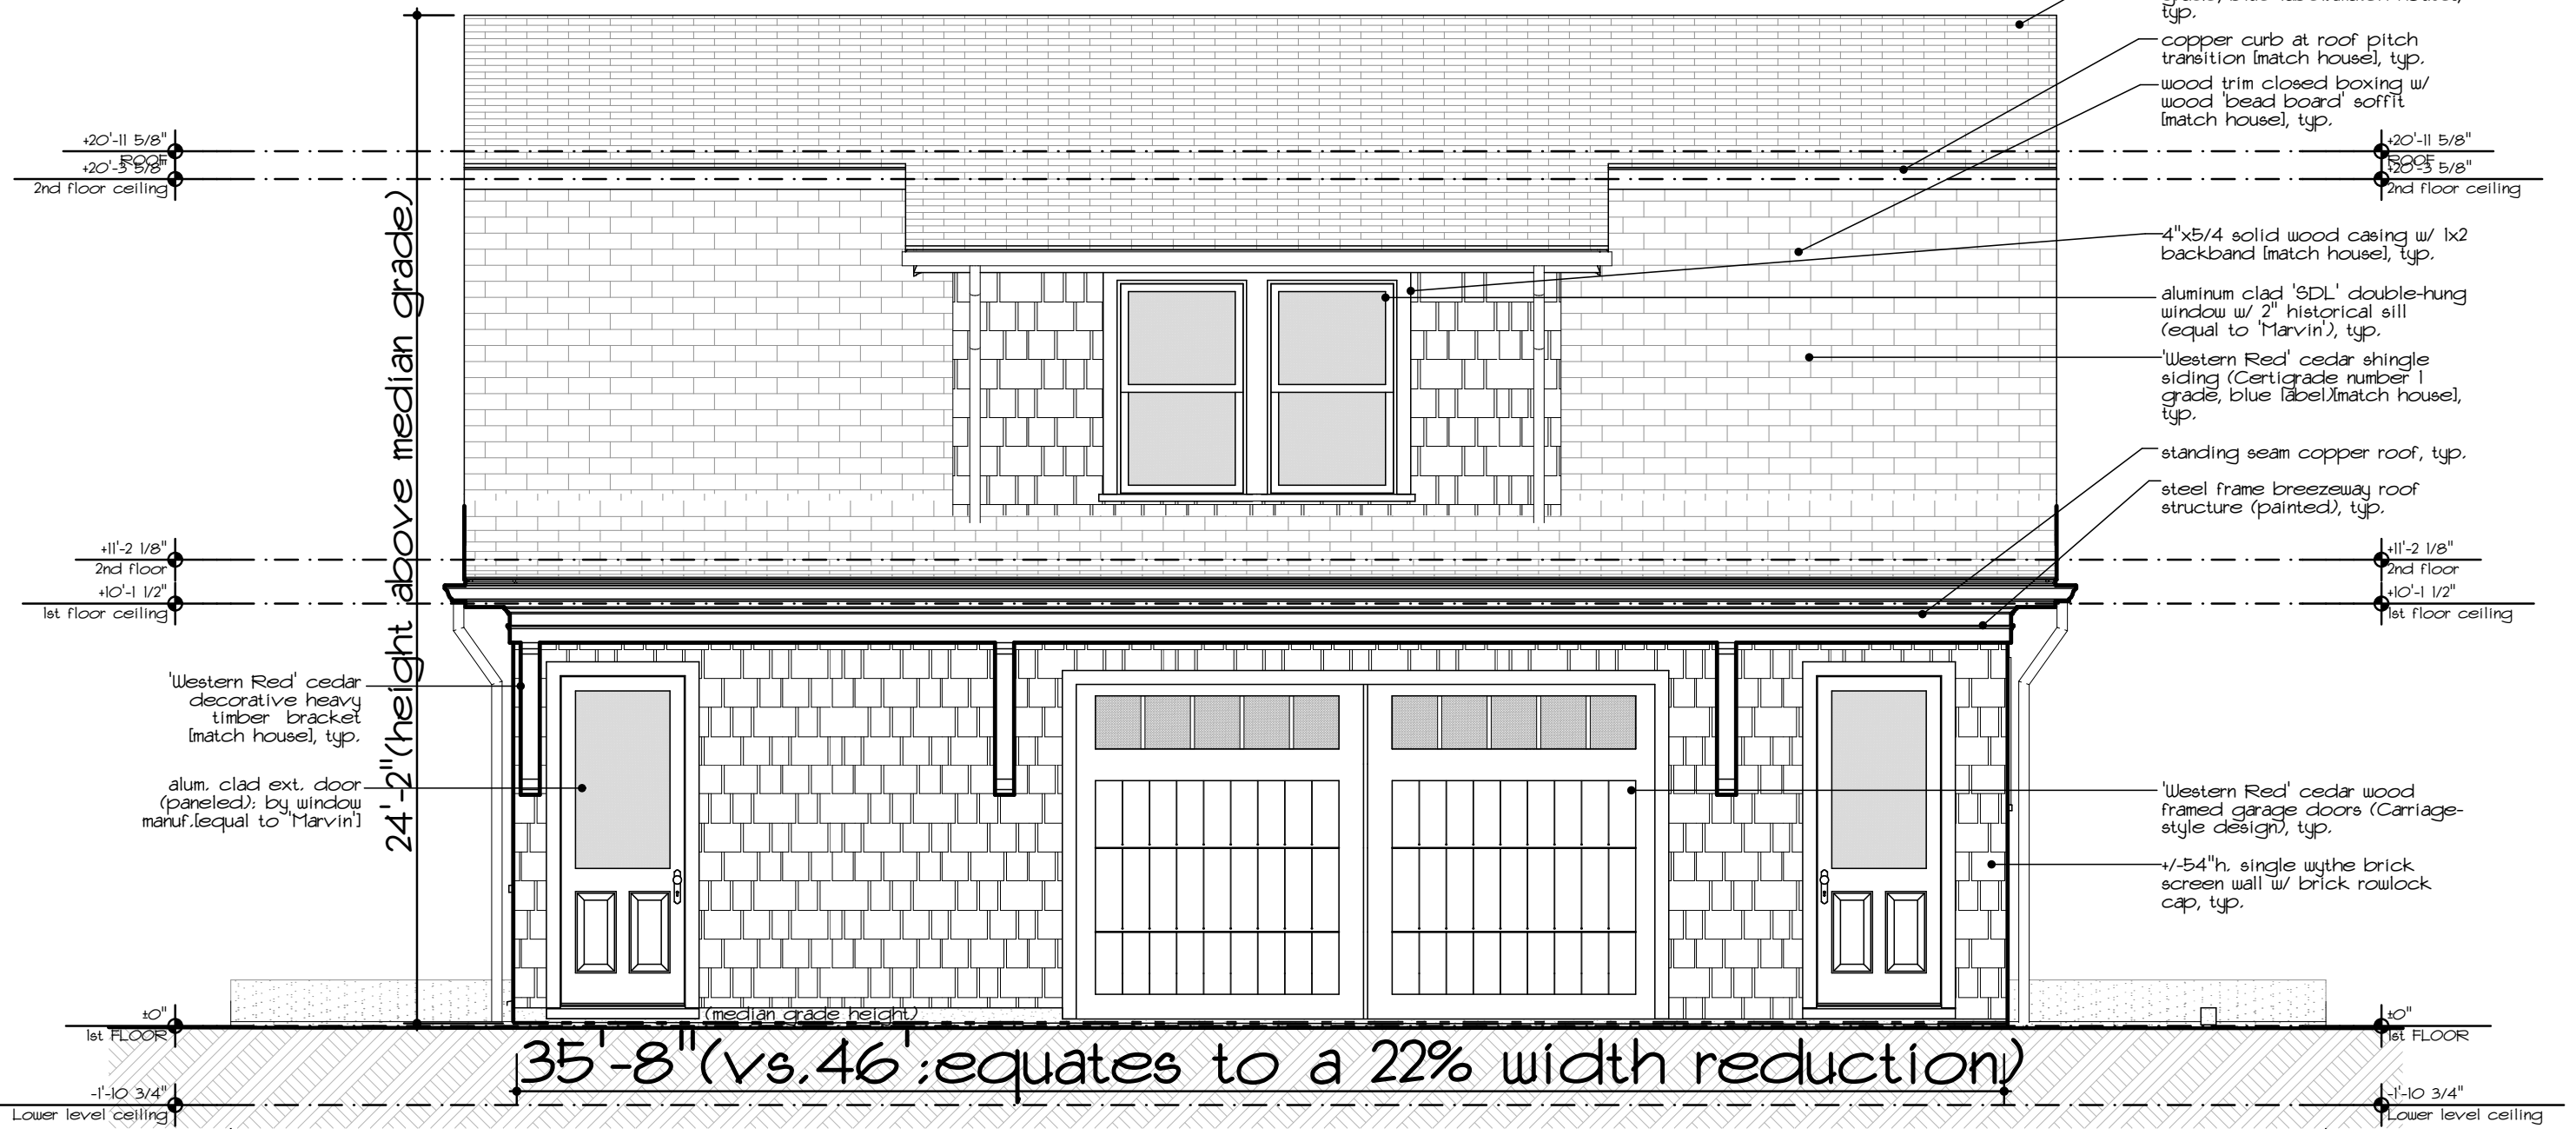 typ.
copper curb at roof pitch
transition [match house], typ.
wood trim closed boxing w/
wood 'bead board' soffit
[match house], typ.
+20'-11 5/8"
ROOF
+20'-3 5/8"
2nd floor ceiling
+20'-11 5/8"
ROOF
+20'-3 5/8"
2nd floor ceiling
4"x5/4 solid wood casing w/ 1x2
backband [match house], typ.
aluminum clad 'SDL' double-hung
window w/ 2" historical sill
(equal to 'Marvin'), typ.
'Western Red' cedar shingle
siding (Certigrade number 1
grade, blue label)[match house],
typ.
standing seam copper roof, typ.
steel frame breezeway roof
structure (painted), typ.
24'-2"(height above median grade)
+11'-2 1/8"
2nd floor
+10'-1 1/2"
1st floor ceiling
+11'-2 1/8"
2nd floor
+10'-1 1/2"
1st floor ceiling
'Western Red' cedar
decorative heavy
timber bracket
[match house], typ.
alum. clad ext. door
(paneled); by window
manuf.[equal to 'Marvin']
'Western Red' cedar wood
framed garage doors (Carriage-
style design), typ.
+/-54"h. single wythe brick
screen wall w/ brick rowlock
cap, typ.
±0"
1st FLOOR
(median grade height)
±0"
1st FLOOR
35'-8"(vs.46';equates to a 22% width reduction)
-1'-10 3/4"
Lower level ceiling
-1'-10 3/4"
Lower level ceiling